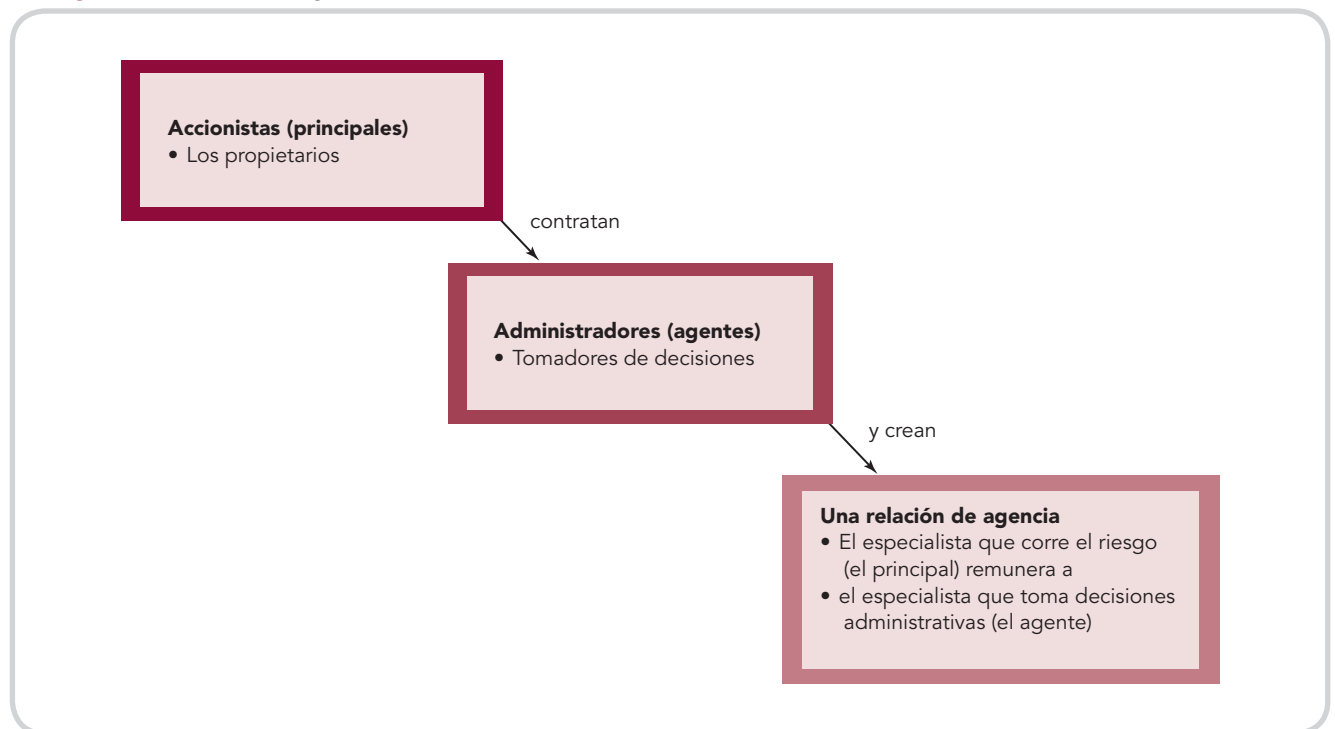 Accionistas (principales)
• Los propietarios
contratan
Administradores (agentes)
• Tomadores de decisiones
y crean
Una relación de agencia
• El especialista que corre el riesgo
(el principal) remunera a
• el especialista que toma decisiones
administrativas (el agente)